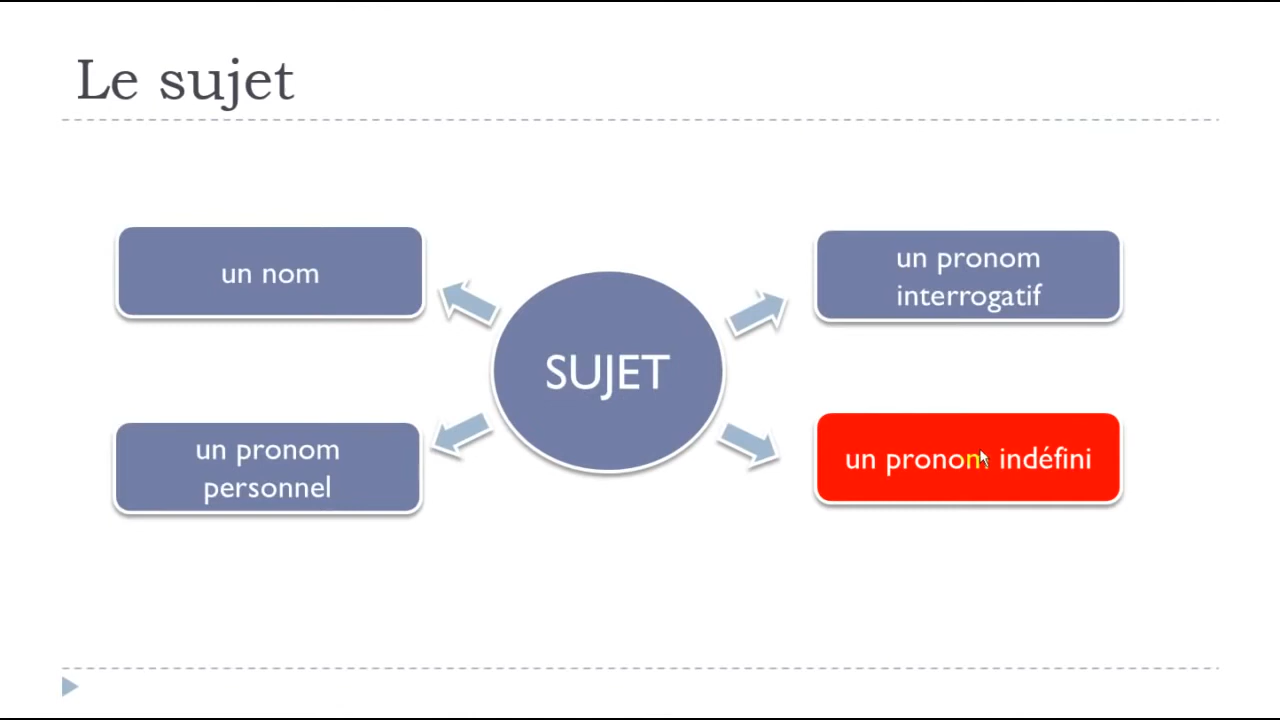 Le sujet
un nom
un pronom
personnel
SUJET
un pronom
interrogatif
un pronom indéfini